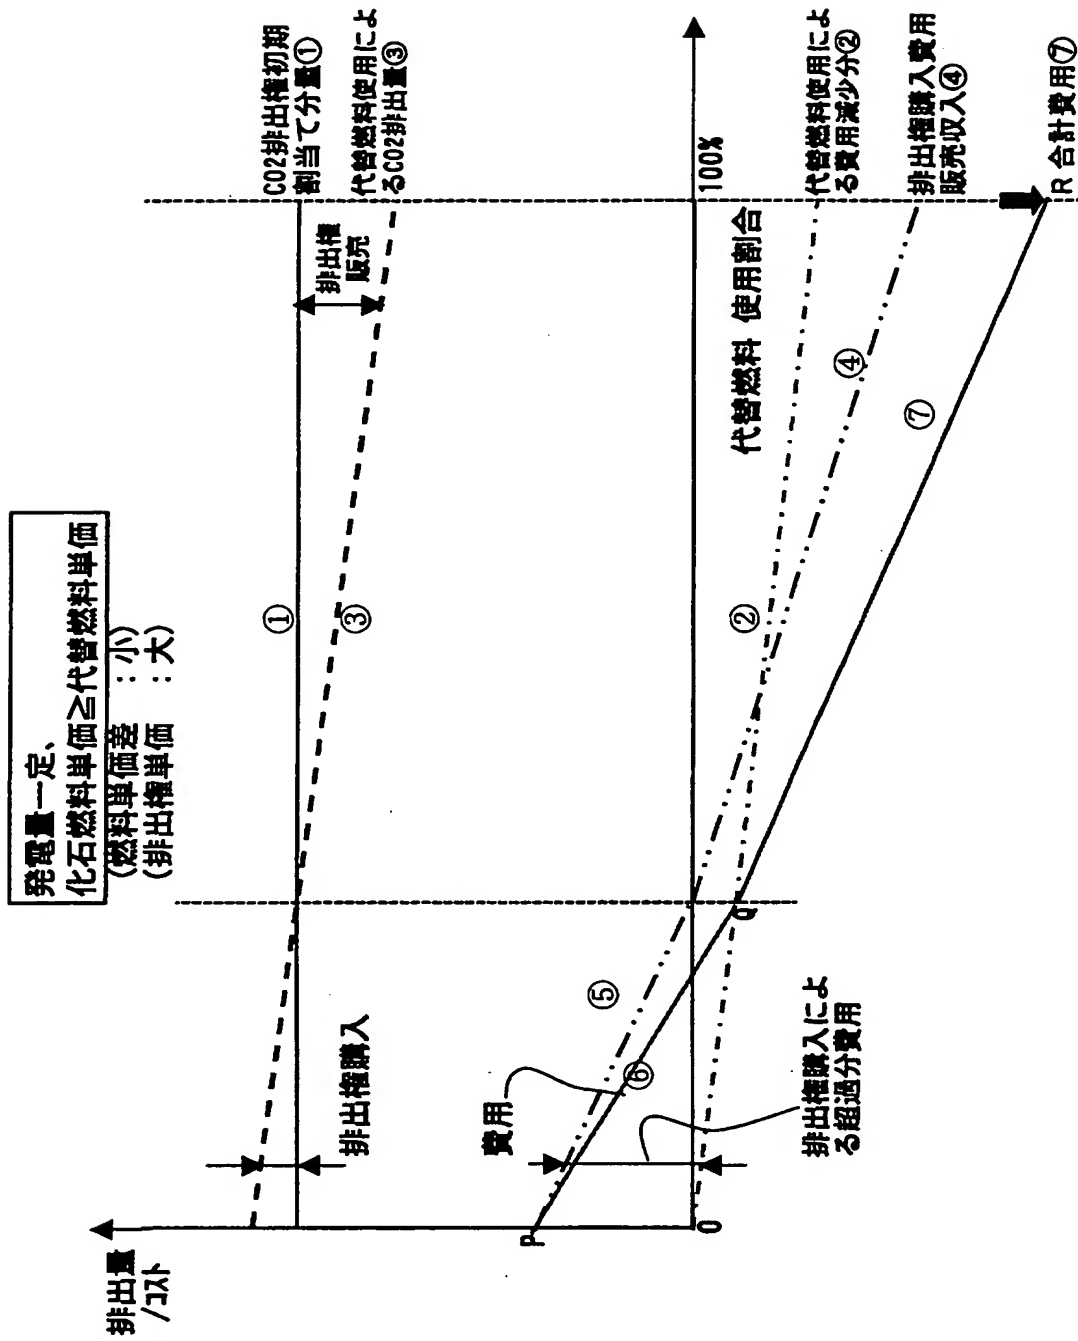 発電量一定、
化石燃料単価≧代替燃料単価
(燃料単価差 :小)
(排出権単価 :大)
排出量
/コスト
CO2排出権初期
割当て分量①
代替燃料使用によ
るCO2排出量③
排出権
販売
①
③
排出権購入
100%
代替燃料 使用割合
代替燃料使用によ
る費用減少分②
排出権購入費用
販売収入④
R 合計費用⑦
費用
⑤
⑥
②
④
⑦
P
O
Q
排出権購入によ
る超過分費用